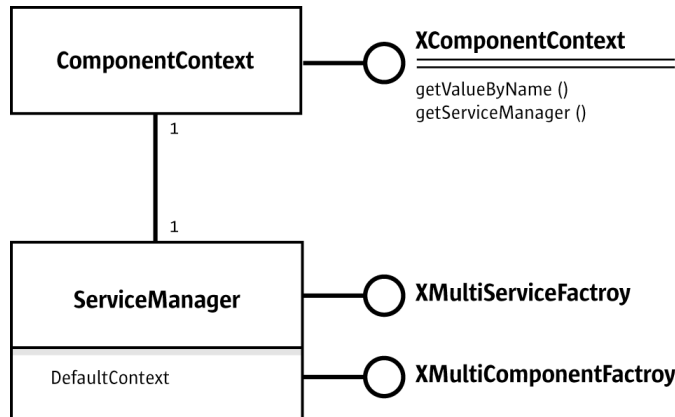 ComponentContext
XComponentContext
getValueByName ()
getServiceManager ()
1
1
ServiceManager
XMultiServiceFactroy
DefaultContext
XMultiComponentFactroy